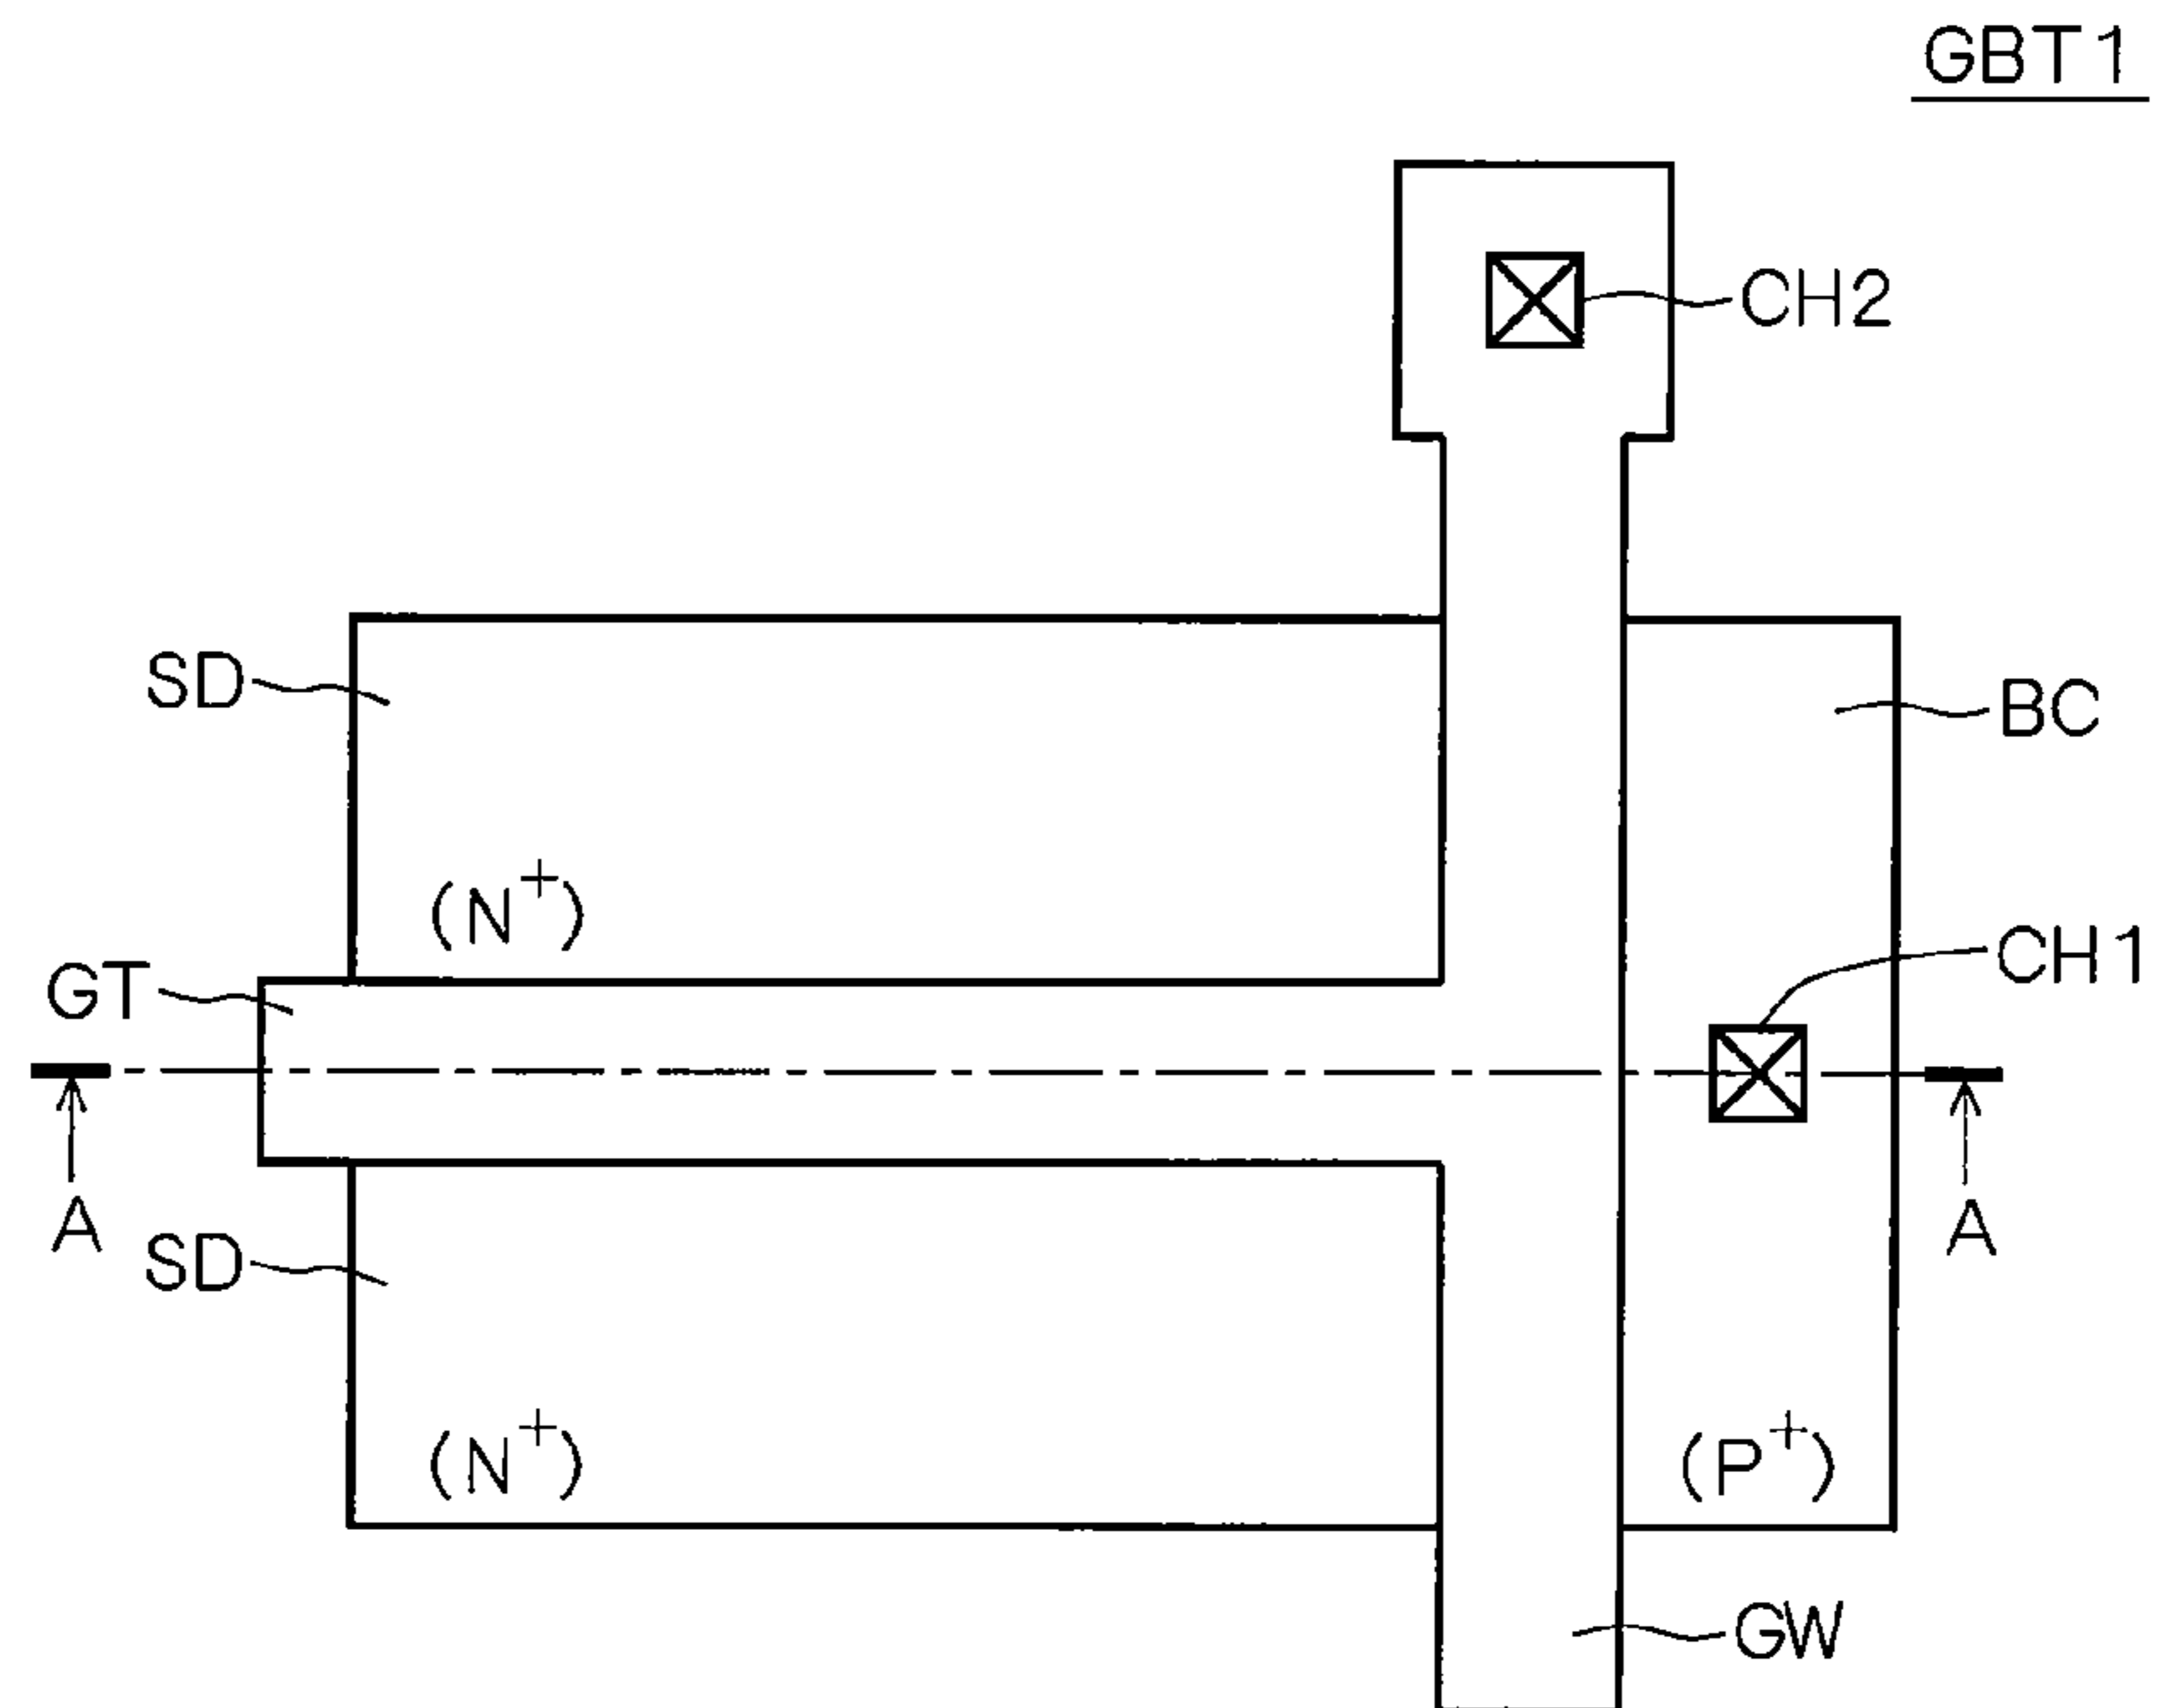 GBT1
CH2
SD
BC
(N+)
GT
CH1
A
A
SD
(N+)
(P+)
GW